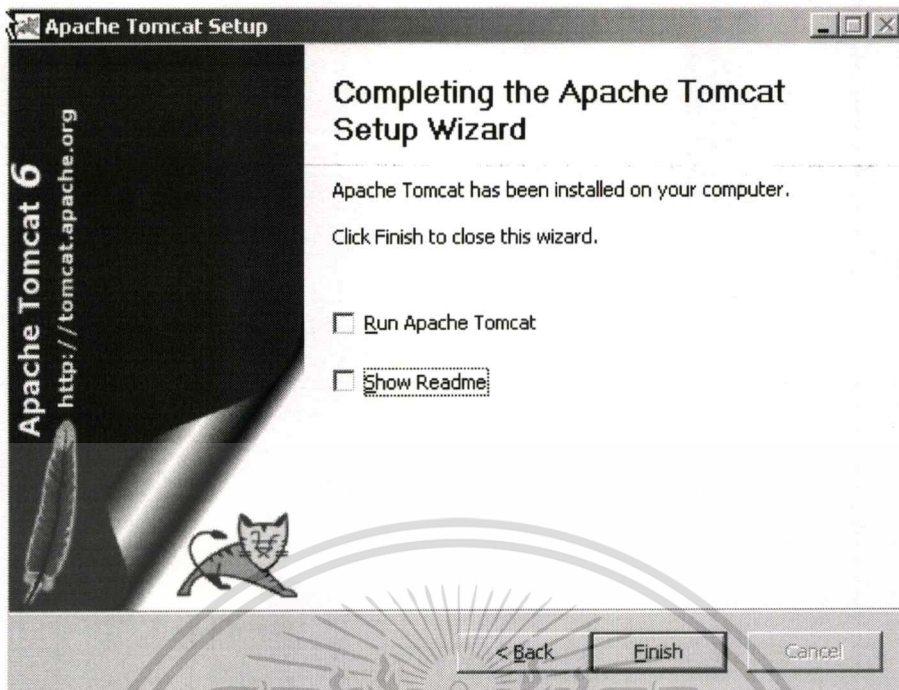 Apache Tomcat Setup
Apache Tomcat 6
http://tomcat.apache.org
Completing the Apache Tomcat
Setup Wizard
Apache Tomcat has been installed on your computer.
Click Finish to close this wizard.
Run Apache Tomcat
Show Readme
< Back
Finish
Cancel